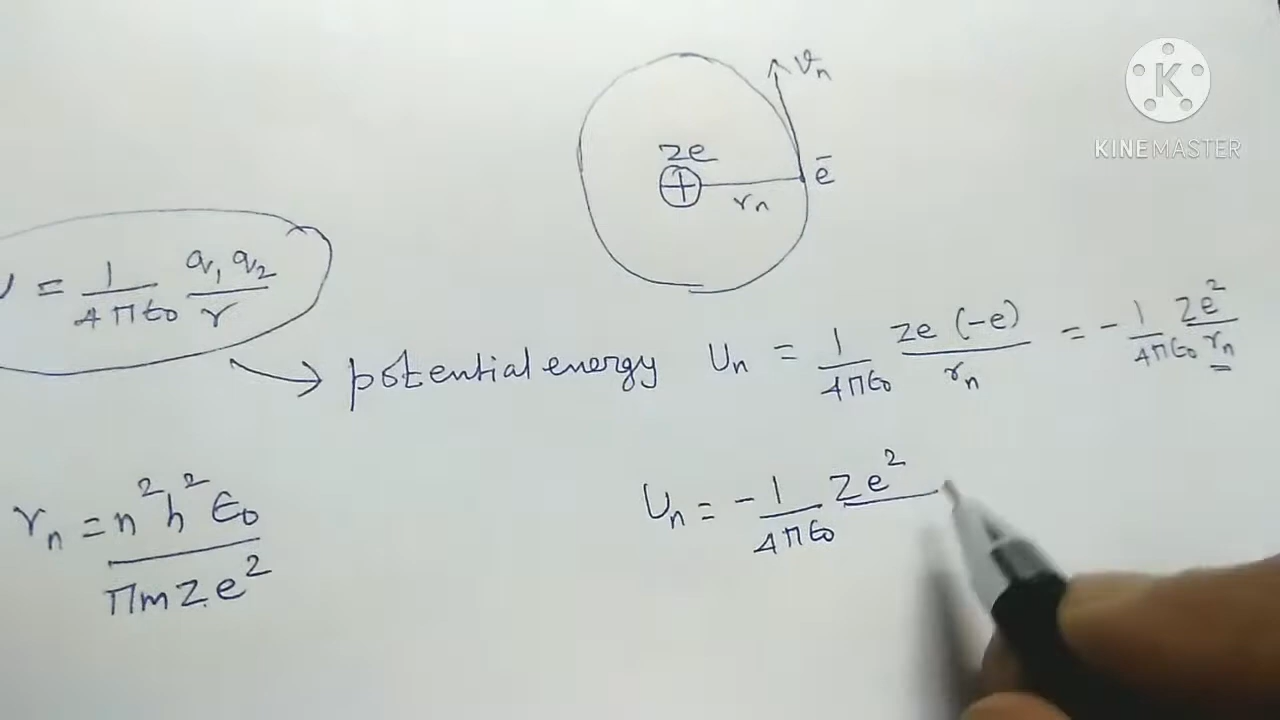 vₙ
ze
ē
rₙ
K
KINEMASTER
= 1/4πϵ₀ q₁q₂/r
potential energy Uₙ = 1/4πϵ₀ ze(-e)/rₙ = -1/4πϵ₀ Ze²/rₙ
rₙ = n²h²ϵ₀/πmZe²
Uₙ = -1/4πϵ₀ Ze²